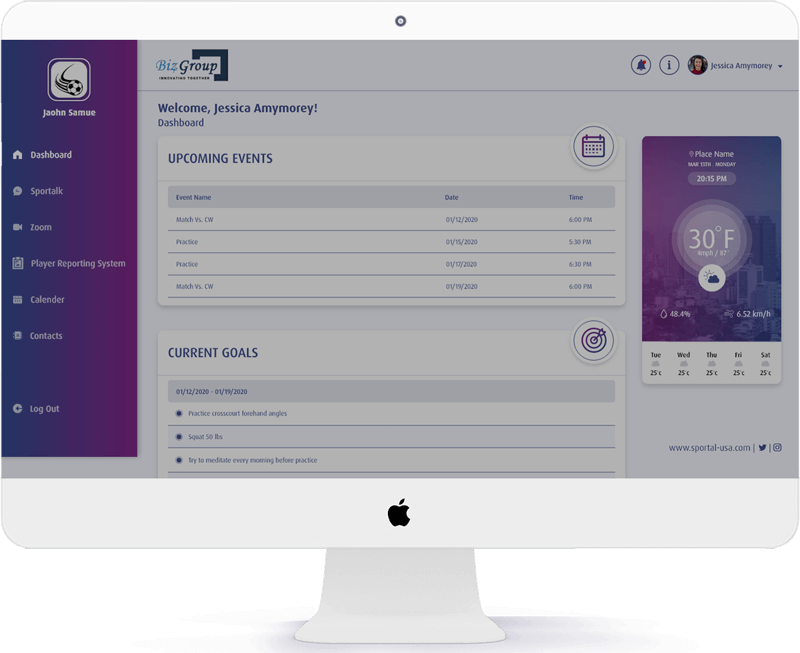 Jaohn Samue
Dashboard
Sportalk
Zoom
Player Reporting System
Calender
Contacts
Log Out
BizGroup
INNOVATING TOGETHER
i
Jessica Amymorey
Welcome, Jessica Amymorey!
Dashboard
UPCOMING EVENTS
Event Name Date Time
Match Vs. CW 01/12/2020 6:00 PM
Practice 01/15/2020 5:30 PM
Practice 01/17/2020 6:30 PM
Match Vs. CW 01/19/2020 6:00 PM
CURRENT GOALS
01/12/2020 - 01/19/2020
Practice crosscourt forehand angles
Squat 50 lbs
Try to meditate every morning before practice
Place Name
MAR 15TH . MONDAY
20:15 PM
30°F
4mph / 87°
48.4% 6.52 km/h
Tue Wed Thu Fri Sat
25°c 25°c 25°c 25°c 25°c
www.sportal-usa.com | |